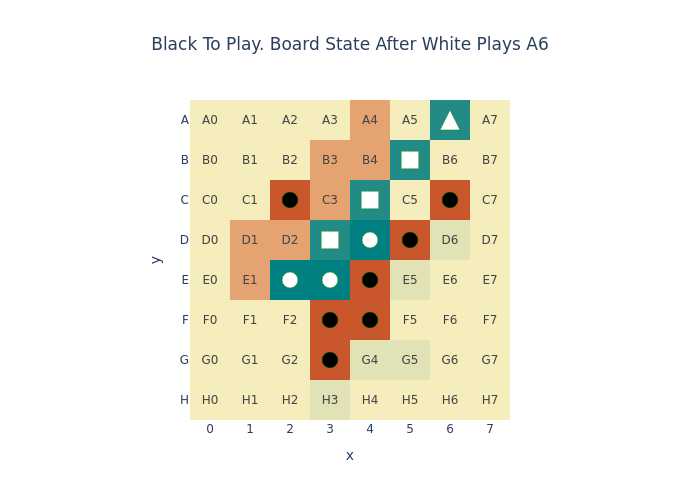 Black To Play. Board State After White Plays A6
A A0 A1 A2 A3 A4 A5 A7
B B0 B1 B2 B3 B4 B6 B7
C C0 C1 C3 C5 C7
D D0 D1 D2 D6 D7
E E0 E1 E5 E6 E7
F F0 F1 F2 F5 F6 F7
G G0 G1 G2 G4 G5 G6 G7
H H0 H1 H2 H3 H4 H5 H6 H7
0 1 2 3 4 5 6 7
x
y